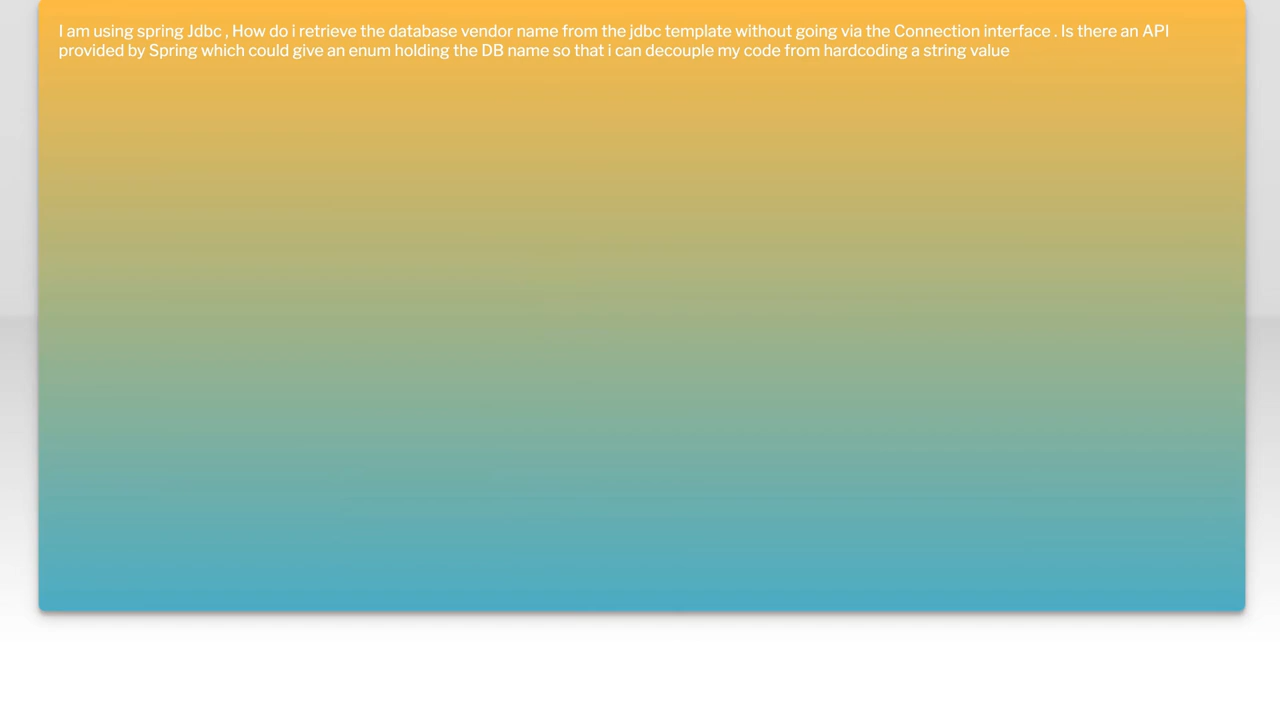 I am using spring Jdbc , How do i retrieve the database vendor name from the jdbc template without going via the Connection interface . Is there an API
provided by Spring which could give an enum holding the DB name so that i can decouple my code from hardcoding a string value